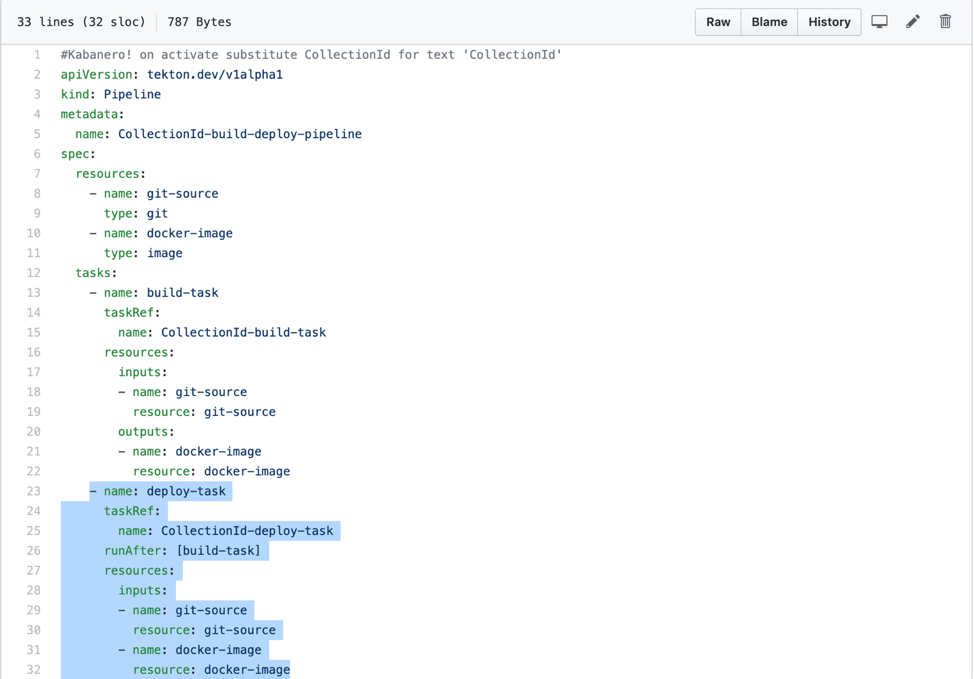 33 lines (32 sloc) 787 Bytes Raw Blame History
1 #Kabanero! on activate substitute CollectionId for text 'CollectionId'
2 apiVersion: tekton.dev/v1alpha1
3 kind: Pipeline
4 metadata:
5   name: CollectionId-build-deploy-pipeline
6 spec:
7   resources:
8     - name: git-source
9       type: git
10     - name: docker-image
11       type: image
12   tasks:
13     - name: build-task
14       taskRef:
15         name: CollectionId-build-task
16       resources:
17         inputs:
18         - name: git-source
19           resource: git-source
20         outputs:
21         - name: docker-image
22           resource: docker-image
23     - name: deploy-task
24       taskRef:
25         name: CollectionId-deploy-task
26       runAfter: [build-task]
27       resources:
28         inputs:
29         - name: git-source
30           resource: git-source
31         - name: docker-image
32           resource: docker-image